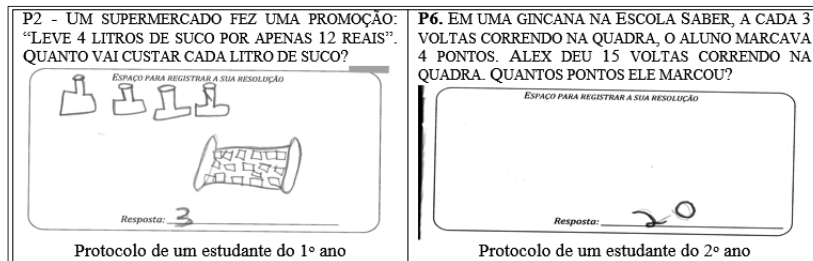 P2 - UM SUPERMERCADO FEZ UMA PROMOÇÃO:
“LEVE 4 LITROS DE SUCO POR APENAS 12 REAIS”.
QUANTO VAI CUSTAR CADA LITRO DE SUCO?
ESPAÇO PARA REGISTRAR A SUA RESOLUÇÃO
Resposta: 3
Protocolo de um estudante do 1º ano
P6. EM UMA GINCANA NA ESCOLA SABER, A CADA 3
VOLTAS CORRENDO NA QUADRA, O ALUNO MARCAVA
4 PONTOS. ALEX DEU 15 VOLTAS CORRENDO NA
QUADRA. QUANTOS PONTOS ELE MARCOU?
ESPAÇO PARA REGISTRAR A SUA RESOLUÇÃO
Resposta: 20
Protocolo de um estudante do 2º ano